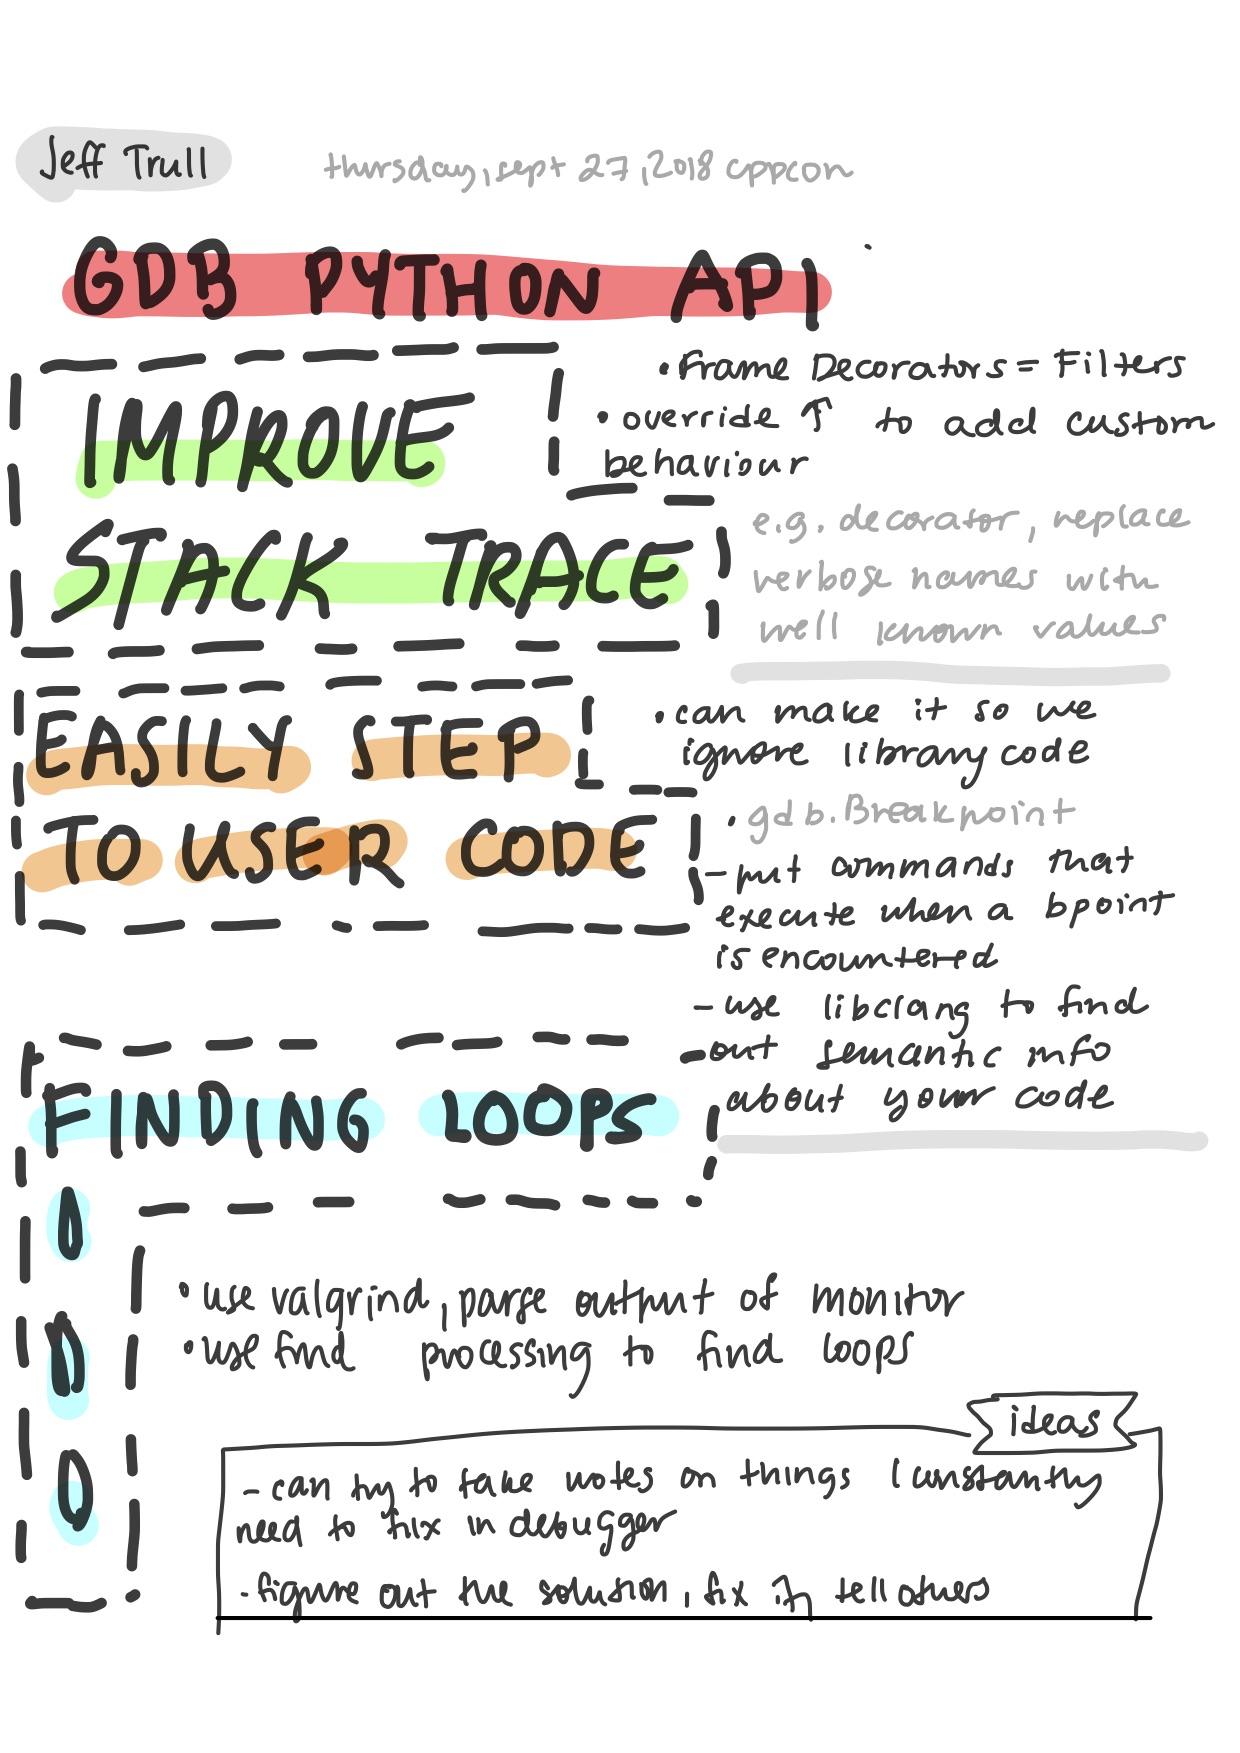 Jeff Trull
thursday, sept 27, 2018 cppcon
GDB PYTHON API
IMPROVE
STACK TRACE
• Frame Decorators = Filters
• override ↑ to add custom
behaviour
e.g. decorator, replace
verbose names with
well known values
EASILY STEP
TO USER CODE
• can make it so we
ignore library code
• gdb.Breakpoint
- put commands that
execute when a bpoint
is encountered
- use libclang to find
out semantic info
about your code
FINDING LOOPS
• use valgrind, parse output of monitor
• use find processing to find loops
ideas
- can try to take notes on things I constantly
need to fix in debugger
- figure out the solution, fix it, tell others